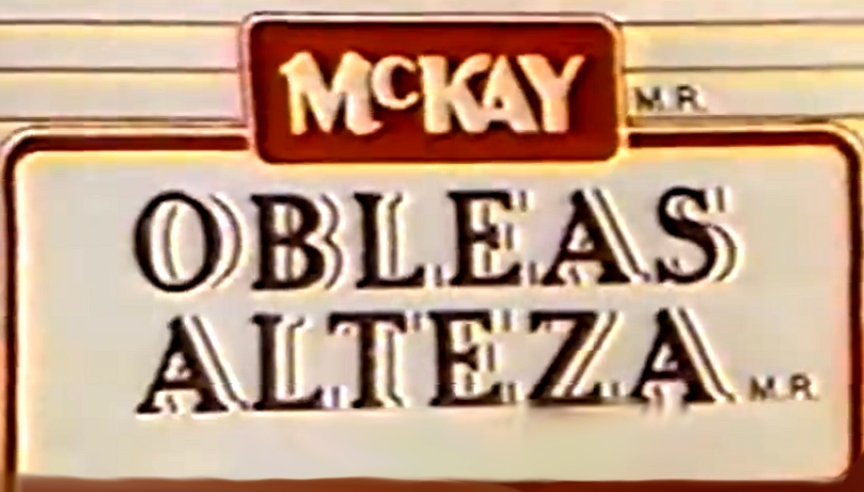 McKAY M.R.
OBLEAS
ALTEZA M.R.